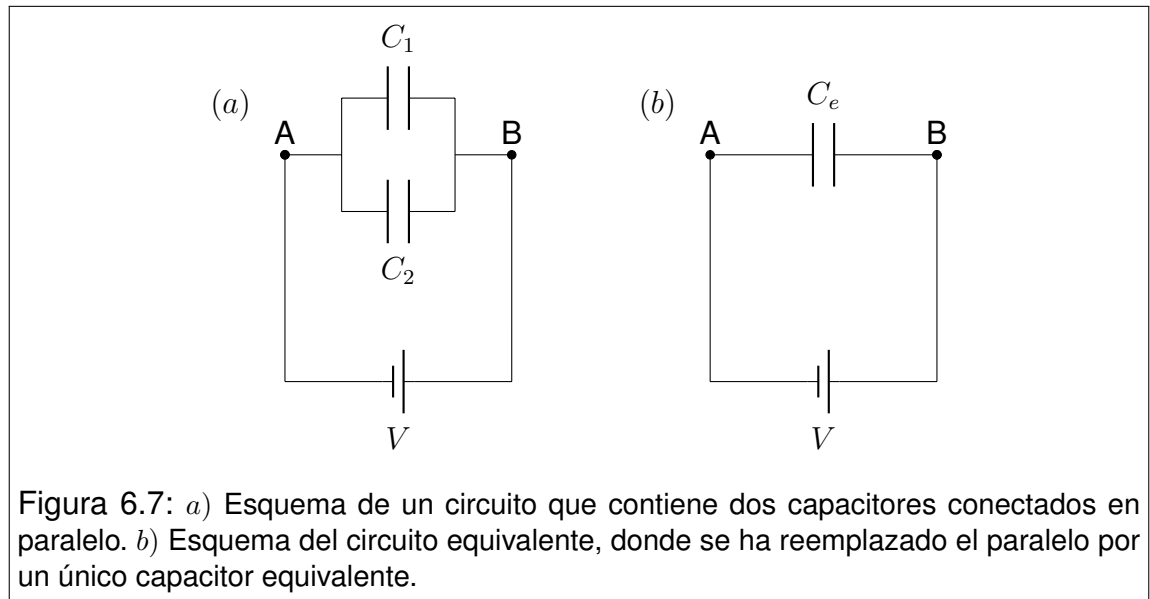 C₁
(a)
A
B
C₂
V
(b)
Cₑ
A
B
V
Figura 6.7: a) Esquema de un circuito que contiene dos capacitores conectados en
paralelo. b) Esquema del circuito equivalente, donde se ha reemplazado el paralelo por
un único capacitor equivalente.